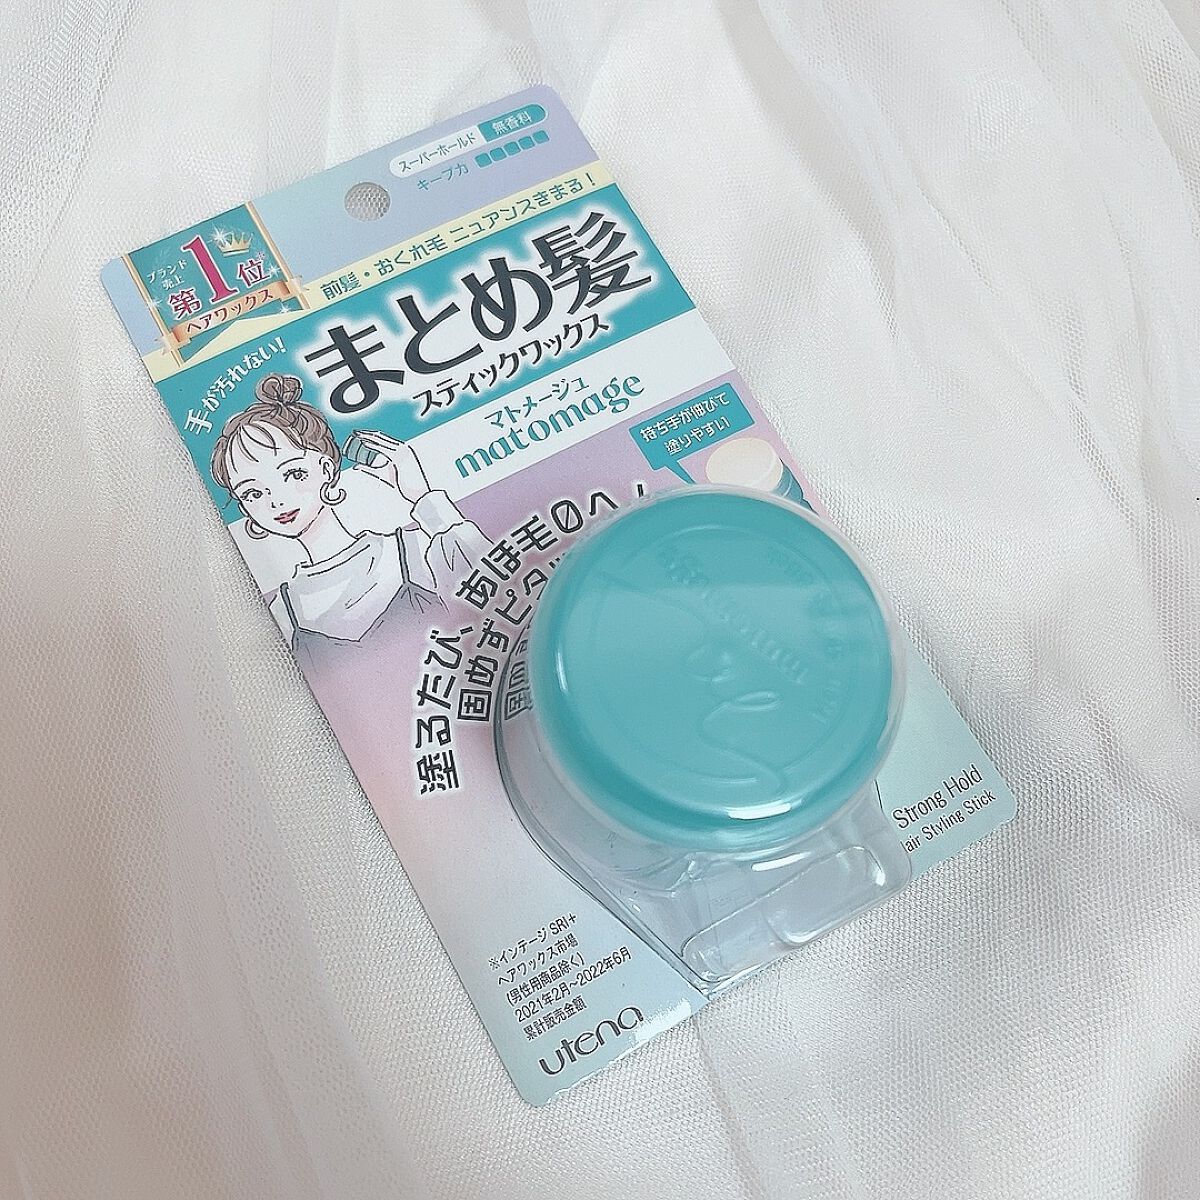 スーパーホールド 無香料
キープ力
ブランド
売上
第1位※
ヘアワックス
前髪・おくれ毛 ニュアンスきまる!
手が汚れない!
まとめ髪
スティックワックス
マトメージュ
matomage
持ち手が伸びて
塗りやすい
塗るたび、あほ毛0へ!
固めずピタッ
Strong Hold
Hair Styling Stick
※インテージ SRI+
ヘアワックス市場
(男性用商品除く)
2021年2月~2022年6月
累計販売金額
utena